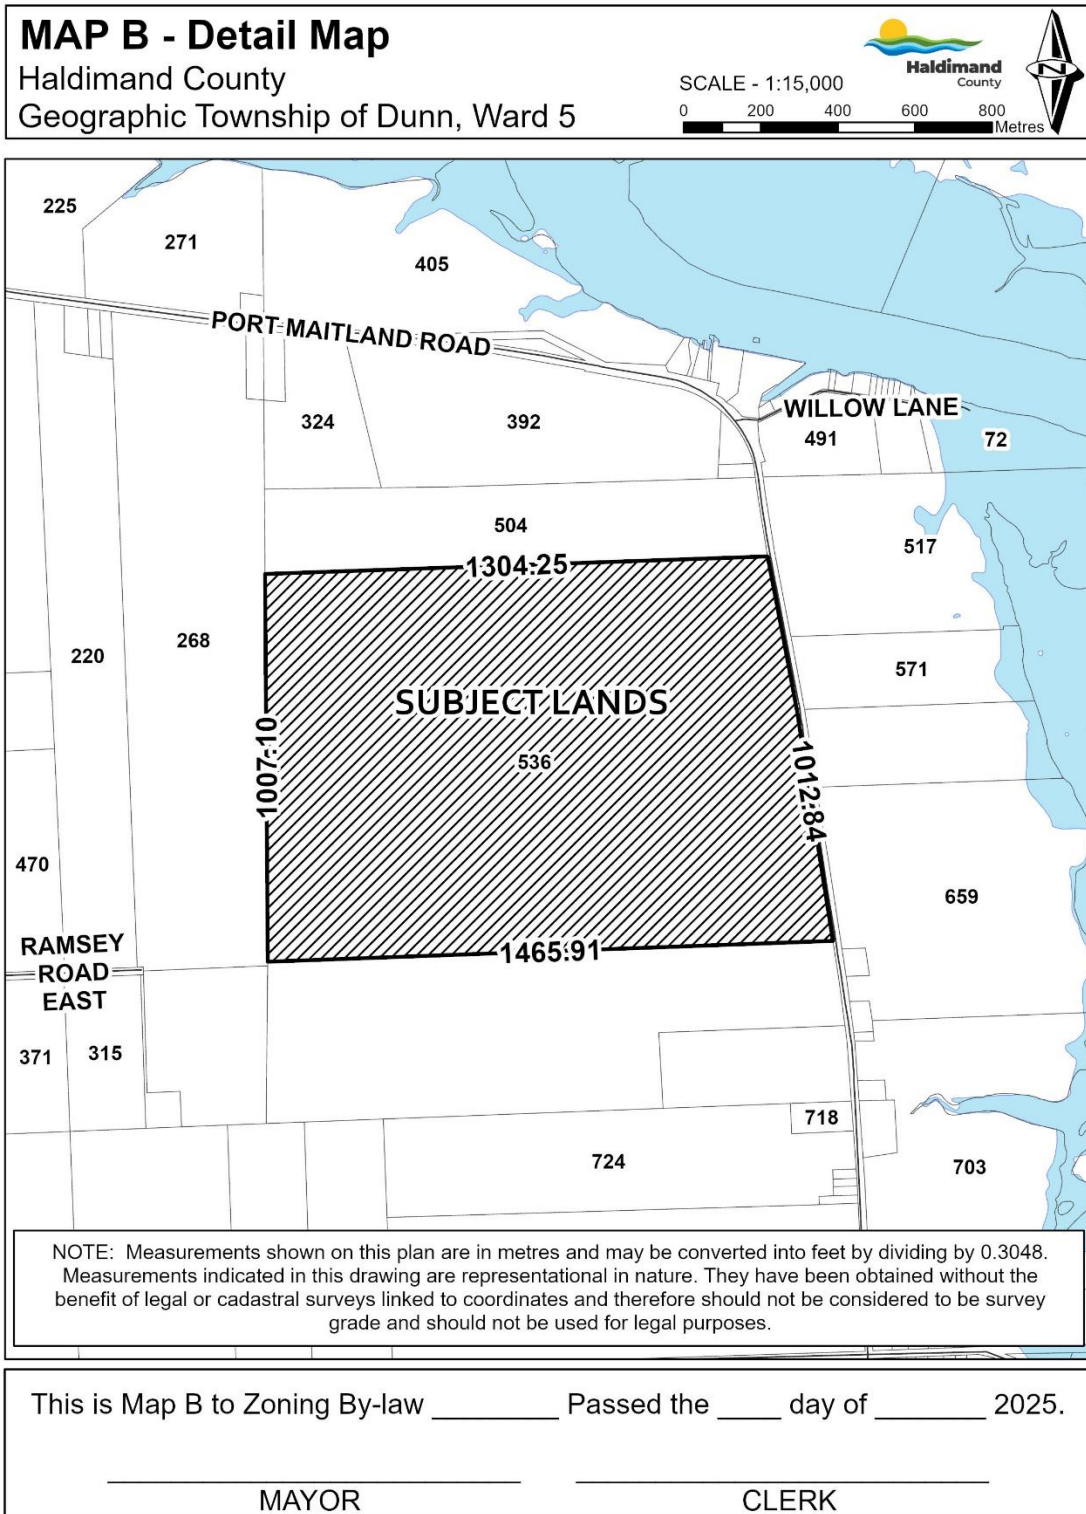 MAP B - Detail Map
Haldimand County
Geographic Township of Dunn, Ward 5
SCALE - 1:15,000
0 200 400 600 800
Metres
Haldimand
County
N
225
271
405
PORT MAITLAND ROAD
324
392
WILLOW LANE
491
72
504
517
1304.25
268
220
571
SUBJECT LANDS
536
1007.10
1012.84
470
659
RAMSEY
ROAD
EAST
1465.91
371
315
718
724
703
NOTE: Measurements shown on this plan are in metres and may be converted into feet by dividing by 0.3048.
Measurements indicated in this drawing are representational in nature. They have been obtained without the
benefit of legal or cadastral surveys linked to coordinates and therefore should not be considered to be survey
grade and should not be used for legal purposes.
This is Map B to Zoning By-law ________ Passed the ____ day of _______ 2025.
MAYOR
CLERK